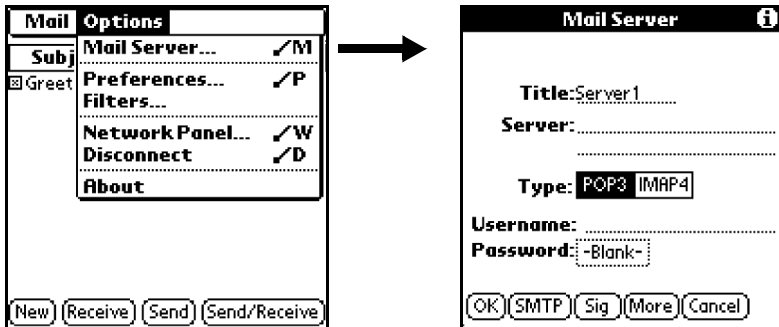 Mail Options
Subj
Greet
Mail Server... ⁄M
Preferences... ⁄P
Filters...
Network Panel... ⁄W
Disconnect ⁄D
About
New Receive Send Send/Receive
Mail Server i
Title: Server1
Server:
Type: POP3 IMAP4
Username:
Password: -Blank-
OK SMTP Sig More Cancel